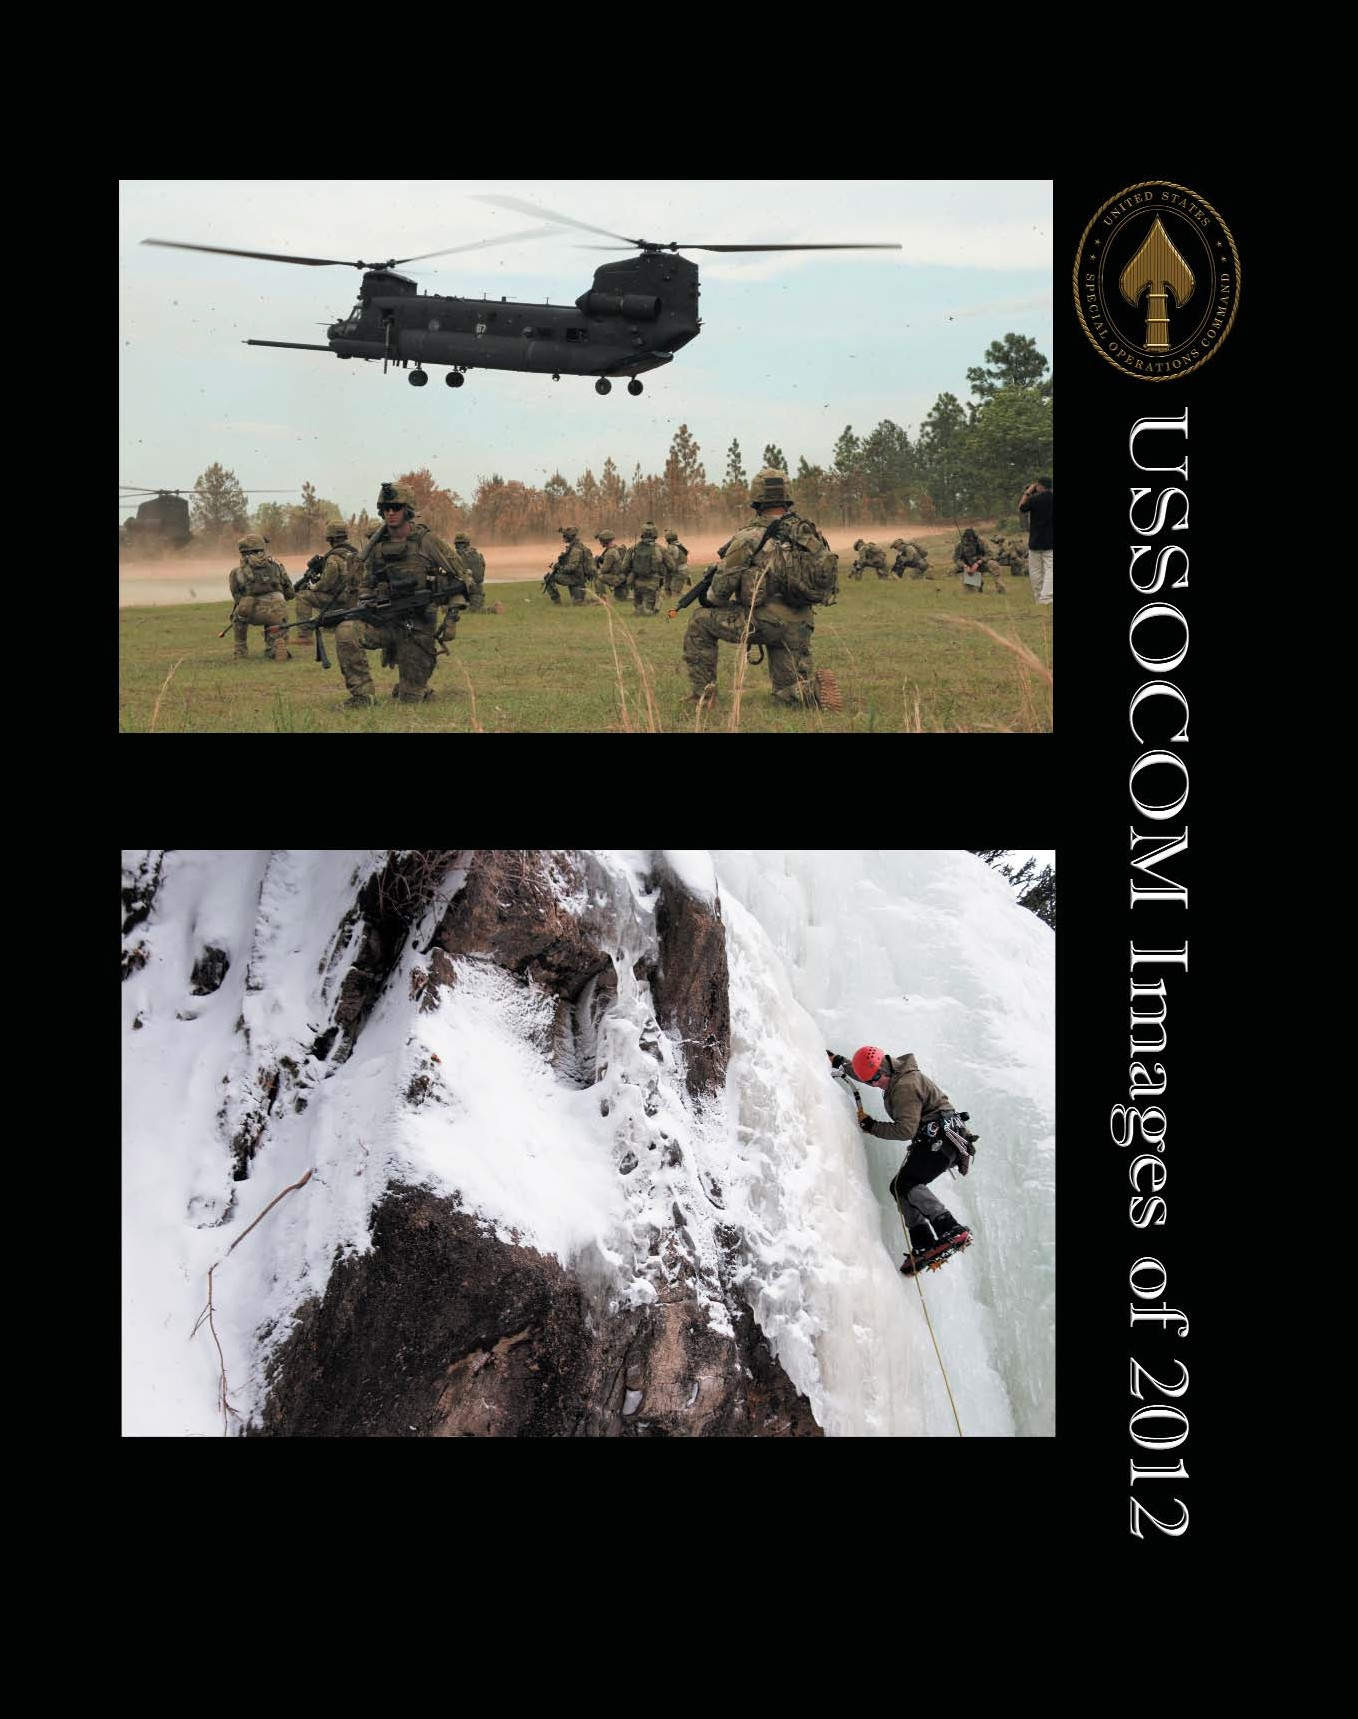 UNITED STATES
SPECIAL OPERATIONS COMMAND
USSOCOM Images of 2012